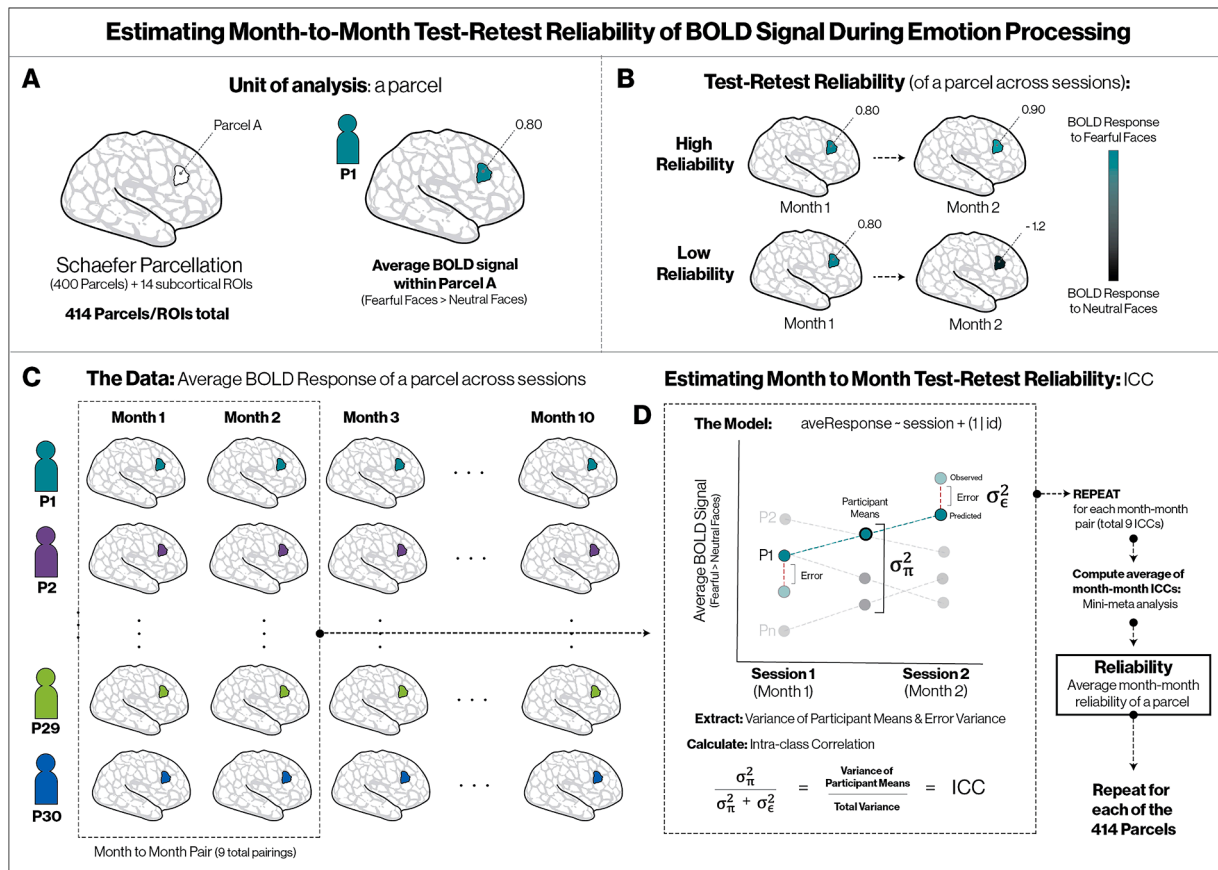 Estimating Month-to-Month Test-Retest Reliability of BOLD Signal During Emotion Processing
A
Unit of analysis: a parcel
Parcel A
P1
0.80
Schaefer Parcellation
(400 Parcels) + 14 subcortical ROIs
414 Parcels/ROIs total
Average BOLD signal
within Parcel A
(Fearful Faces > Neutral Faces)
B
Test-Retest Reliability (of a parcel across sessions):
High
Reliability
0.80
0.90
Month 1
Month 2
Low
Reliability
0.80
-1.2
Month 1
Month 2
BOLD Response
to Fearful Faces
BOLD Response
to Neutral Faces
C
The Data: Average BOLD Response of a parcel across sessions
Month 1
Month 2
Month 3
Month 10
P1
. . .
P2
. . .
P29
. . .
P30
. . .
Month to Month Pair (9 total pairings)
Estimating Month to Month Test-Retest Reliability: ICC
D
The Model: aveResponse ~ session + (1 | id)
Average BOLD Signal
(Fearful > Neutral Faces)
P2
P1
Pn
Error
Participant
Means
σ²π
Observed
Error
Predicted
σ²ϵ
Session 1
(Month 1)
Session 2
(Month 2)
Extract: Variance of Participant Means & Error Variance
Calculate: Intra-class Correlation
σ²π
σ²π + σ²ϵ
=
Variance of
Participant Means
Total Variance
= ICC
REPEAT
for each month-month
pair (total 9 ICCs)
Compute average of
month-month ICCs:
Mini-meta analysis
Reliability
Average month-month
reliability of a parcel
Repeat for
each of the
414 Parcels